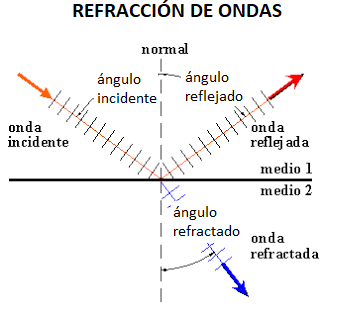 REFRACCIÓN DE ONDAS
normal
ángulo
incidente
ángulo
reflejado
onda
incidente
onda
reflejada
medio 1
medio 2
ángulo
refractado
onda
refractada